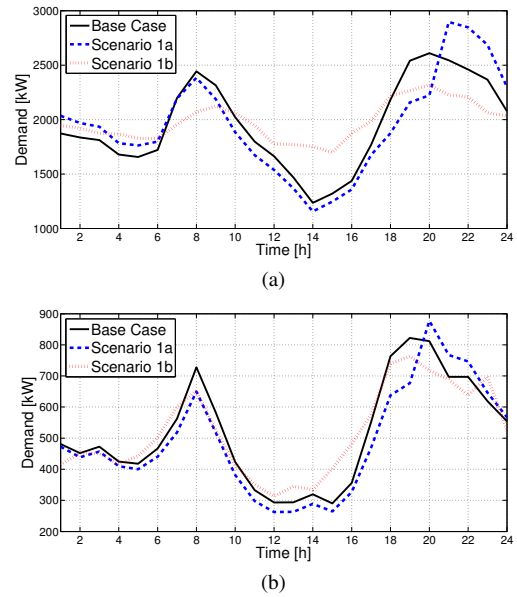 3000
2500
2000
1500
1000
Demand [kW]
Base Case
Scenario 1a
Scenario 1b
2 4 6 8 10 12 14 16 18 20 22 24
Time [h]
(a)
900
800
700
600
500
400
300
200
Demand [kW]
Base Case
Scenario 1a
Scenario 1b
2 4 6 8 10 12 14 16 18 20 22 24
Time [h]
(b)